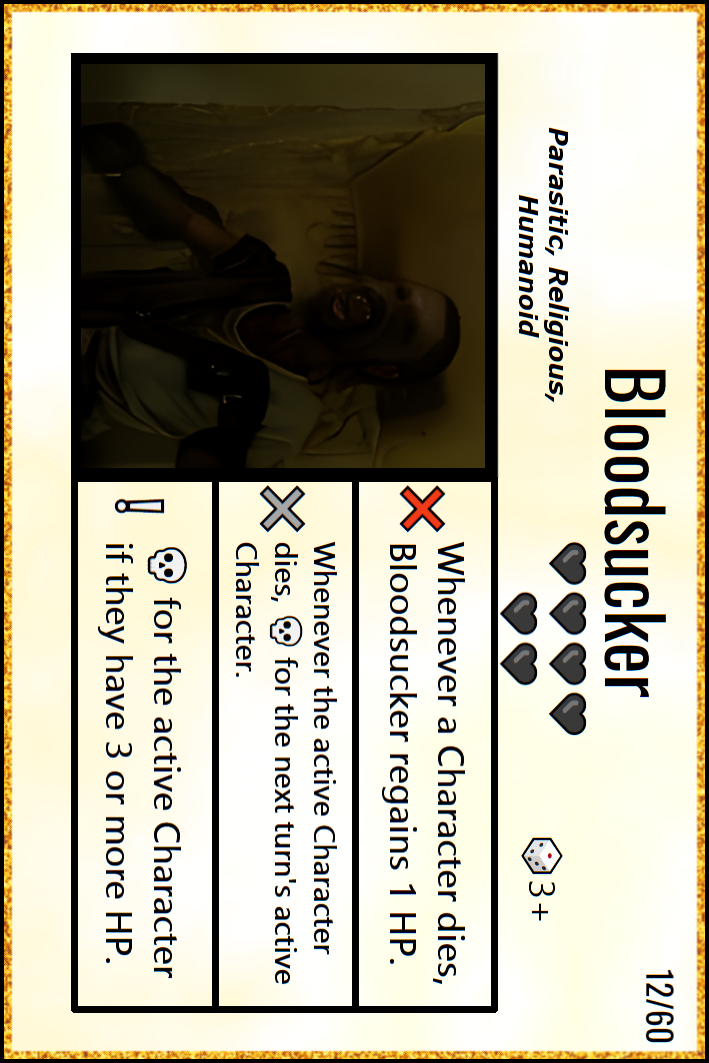 12/60
Bloodsucker
Parasitic, Religious,
Humanoid
3+
Whenever a Character dies,
Bloodsucker regains 1 HP.
Whenever the active Character
dies, 💀 for the next turn's active
Character.
💀 for the active Character
if they have 3 or more HP.